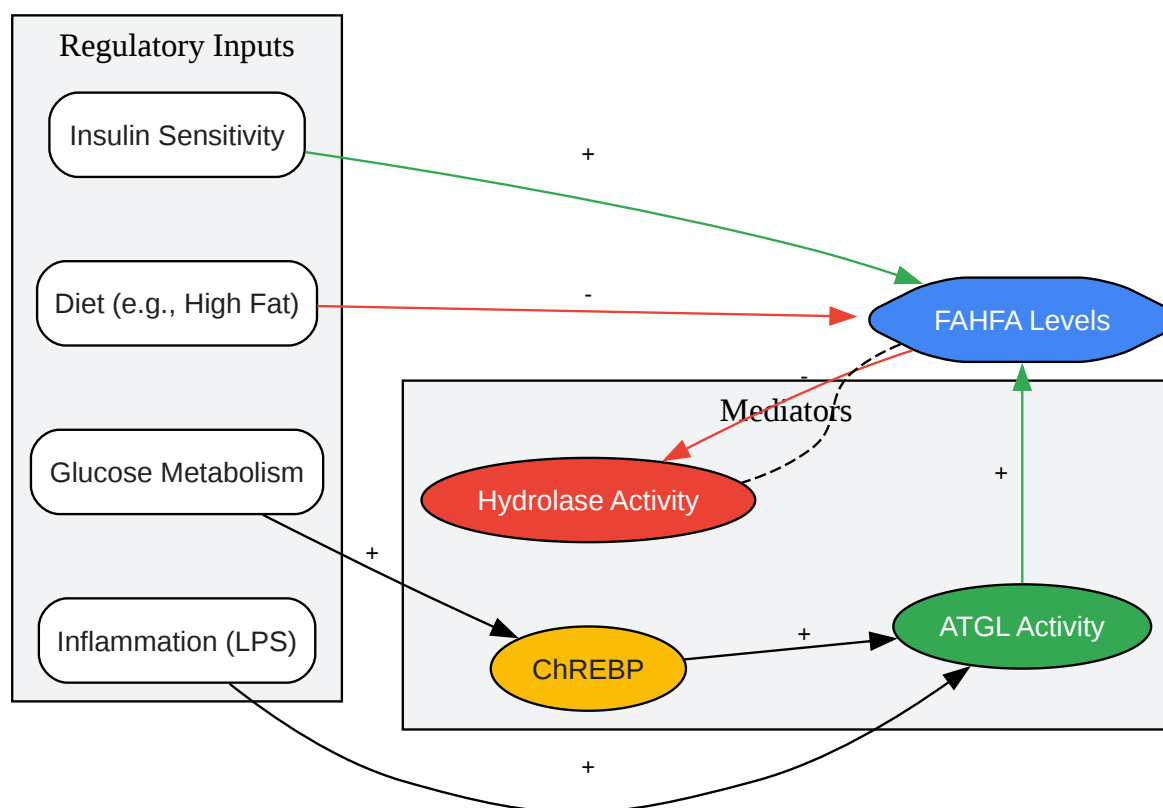 Regulatory Inputs
Insulin Sensitivity
+
Diet (e.g., High Fat)
-
FAHFA Levels
-
Mediators
Glucose Metabolism
Hydrolase Activity
+
+
Inflammation (LPS)
ChREBP
+
ATGL Activity
+